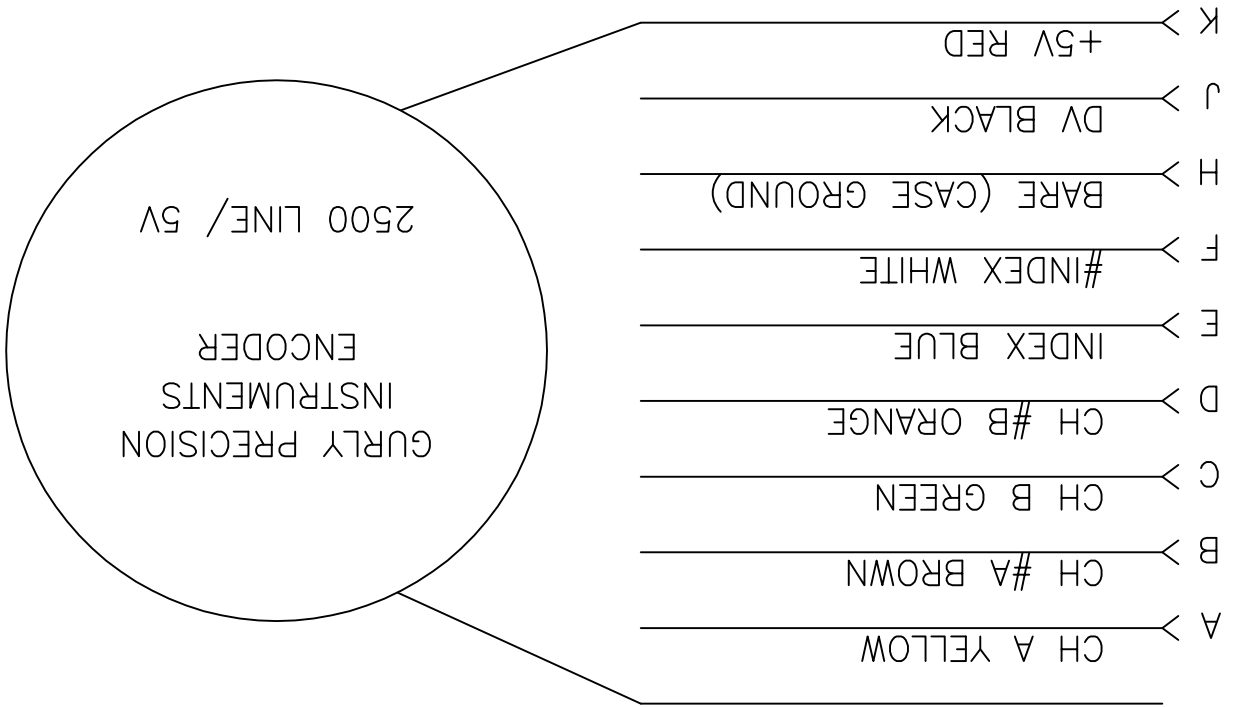 A CH A YELLOW
B CH #A BROWN
C CH B GREEN
D CH #B ORANGE
E INDEX BLUE
F #INDEX WHITE
H BARE (CASE GROUND)
J DV BLACK
K +5V RED
GURLY PRECISION
INSTRUMENTS
ENCODER
2500 LINE/ 5V